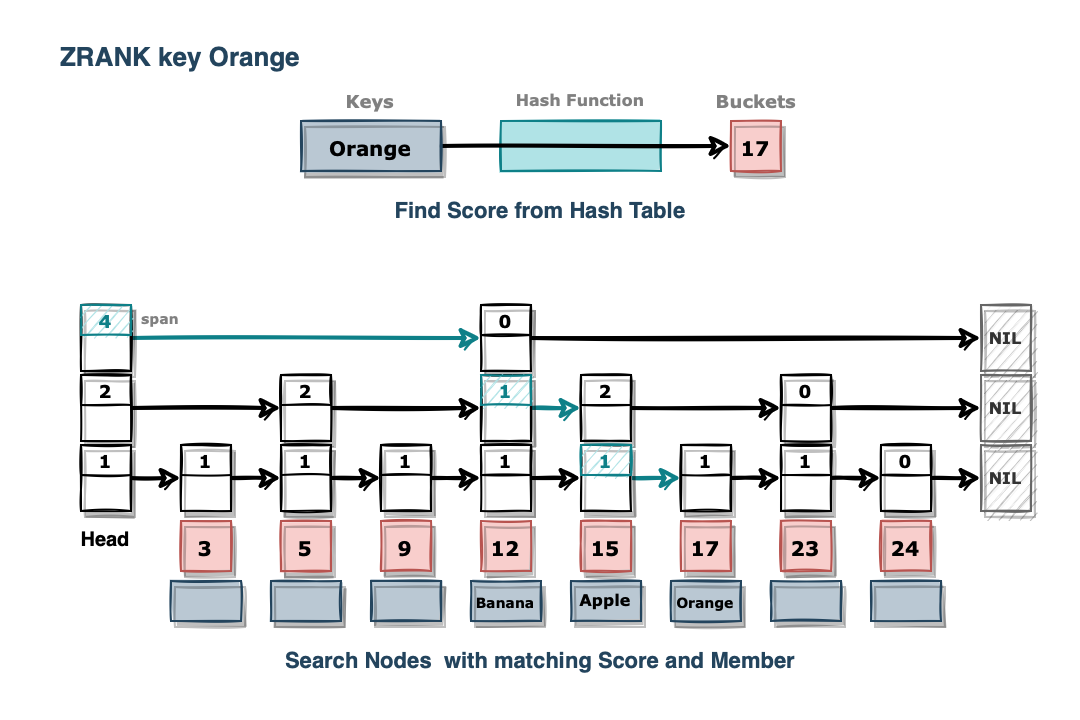 ZRANK key Orange
Keys Hash Function Buckets
Orange 17
Find Score from Hash Table
4 span 0 NIL
2 2 1 2 0 NIL
1 1 1 1 1 1 1 1 0 NIL
Head
3 5 9 12 15 17 23 24
Banana Apple Orange
Search Nodes with matching Score and Member